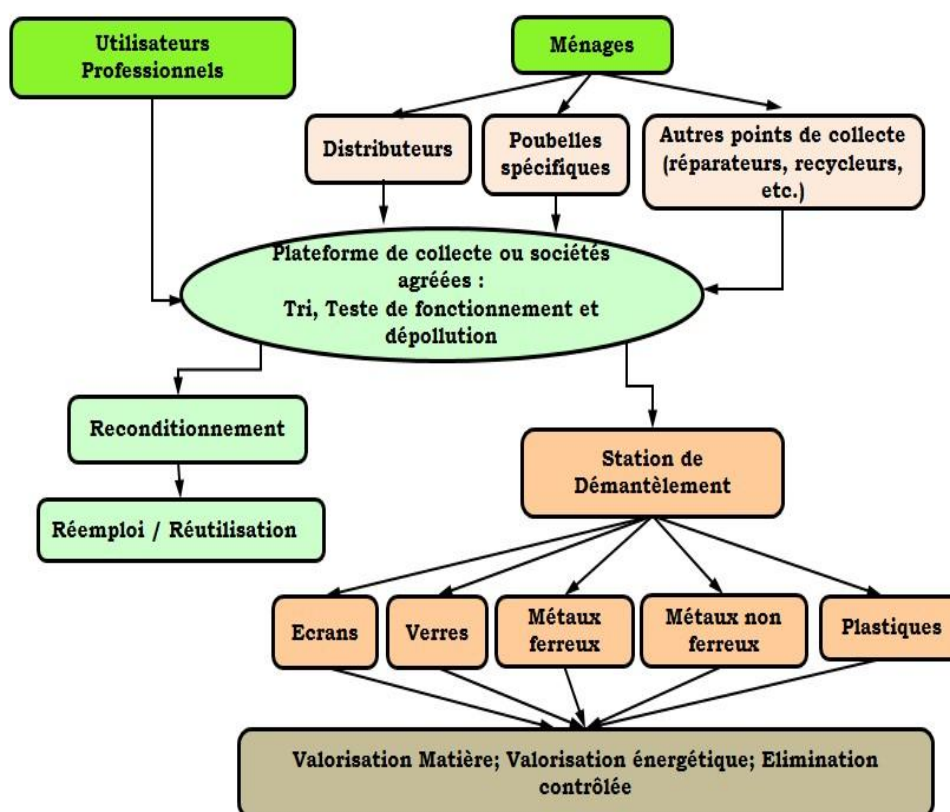 Utilisateurs
Professionnels
Ménages
Distributeurs
Poubelles
spécifiques
Autres points de collecte
(réparateurs, recycleurs,
etc.)
Plateforme de collecte ou sociétés
agréées :
Tri, Teste de fonctionnement et
dépollution
Reconditionnement
Réemploi / Réutilisation
Station de
Démantèlement
Ecrans
Verres
Métaux
ferreux
Métaux non
ferreux
Plastiques
Valorisation Matière; Valorisation énergétique; Elimination
contrôlée